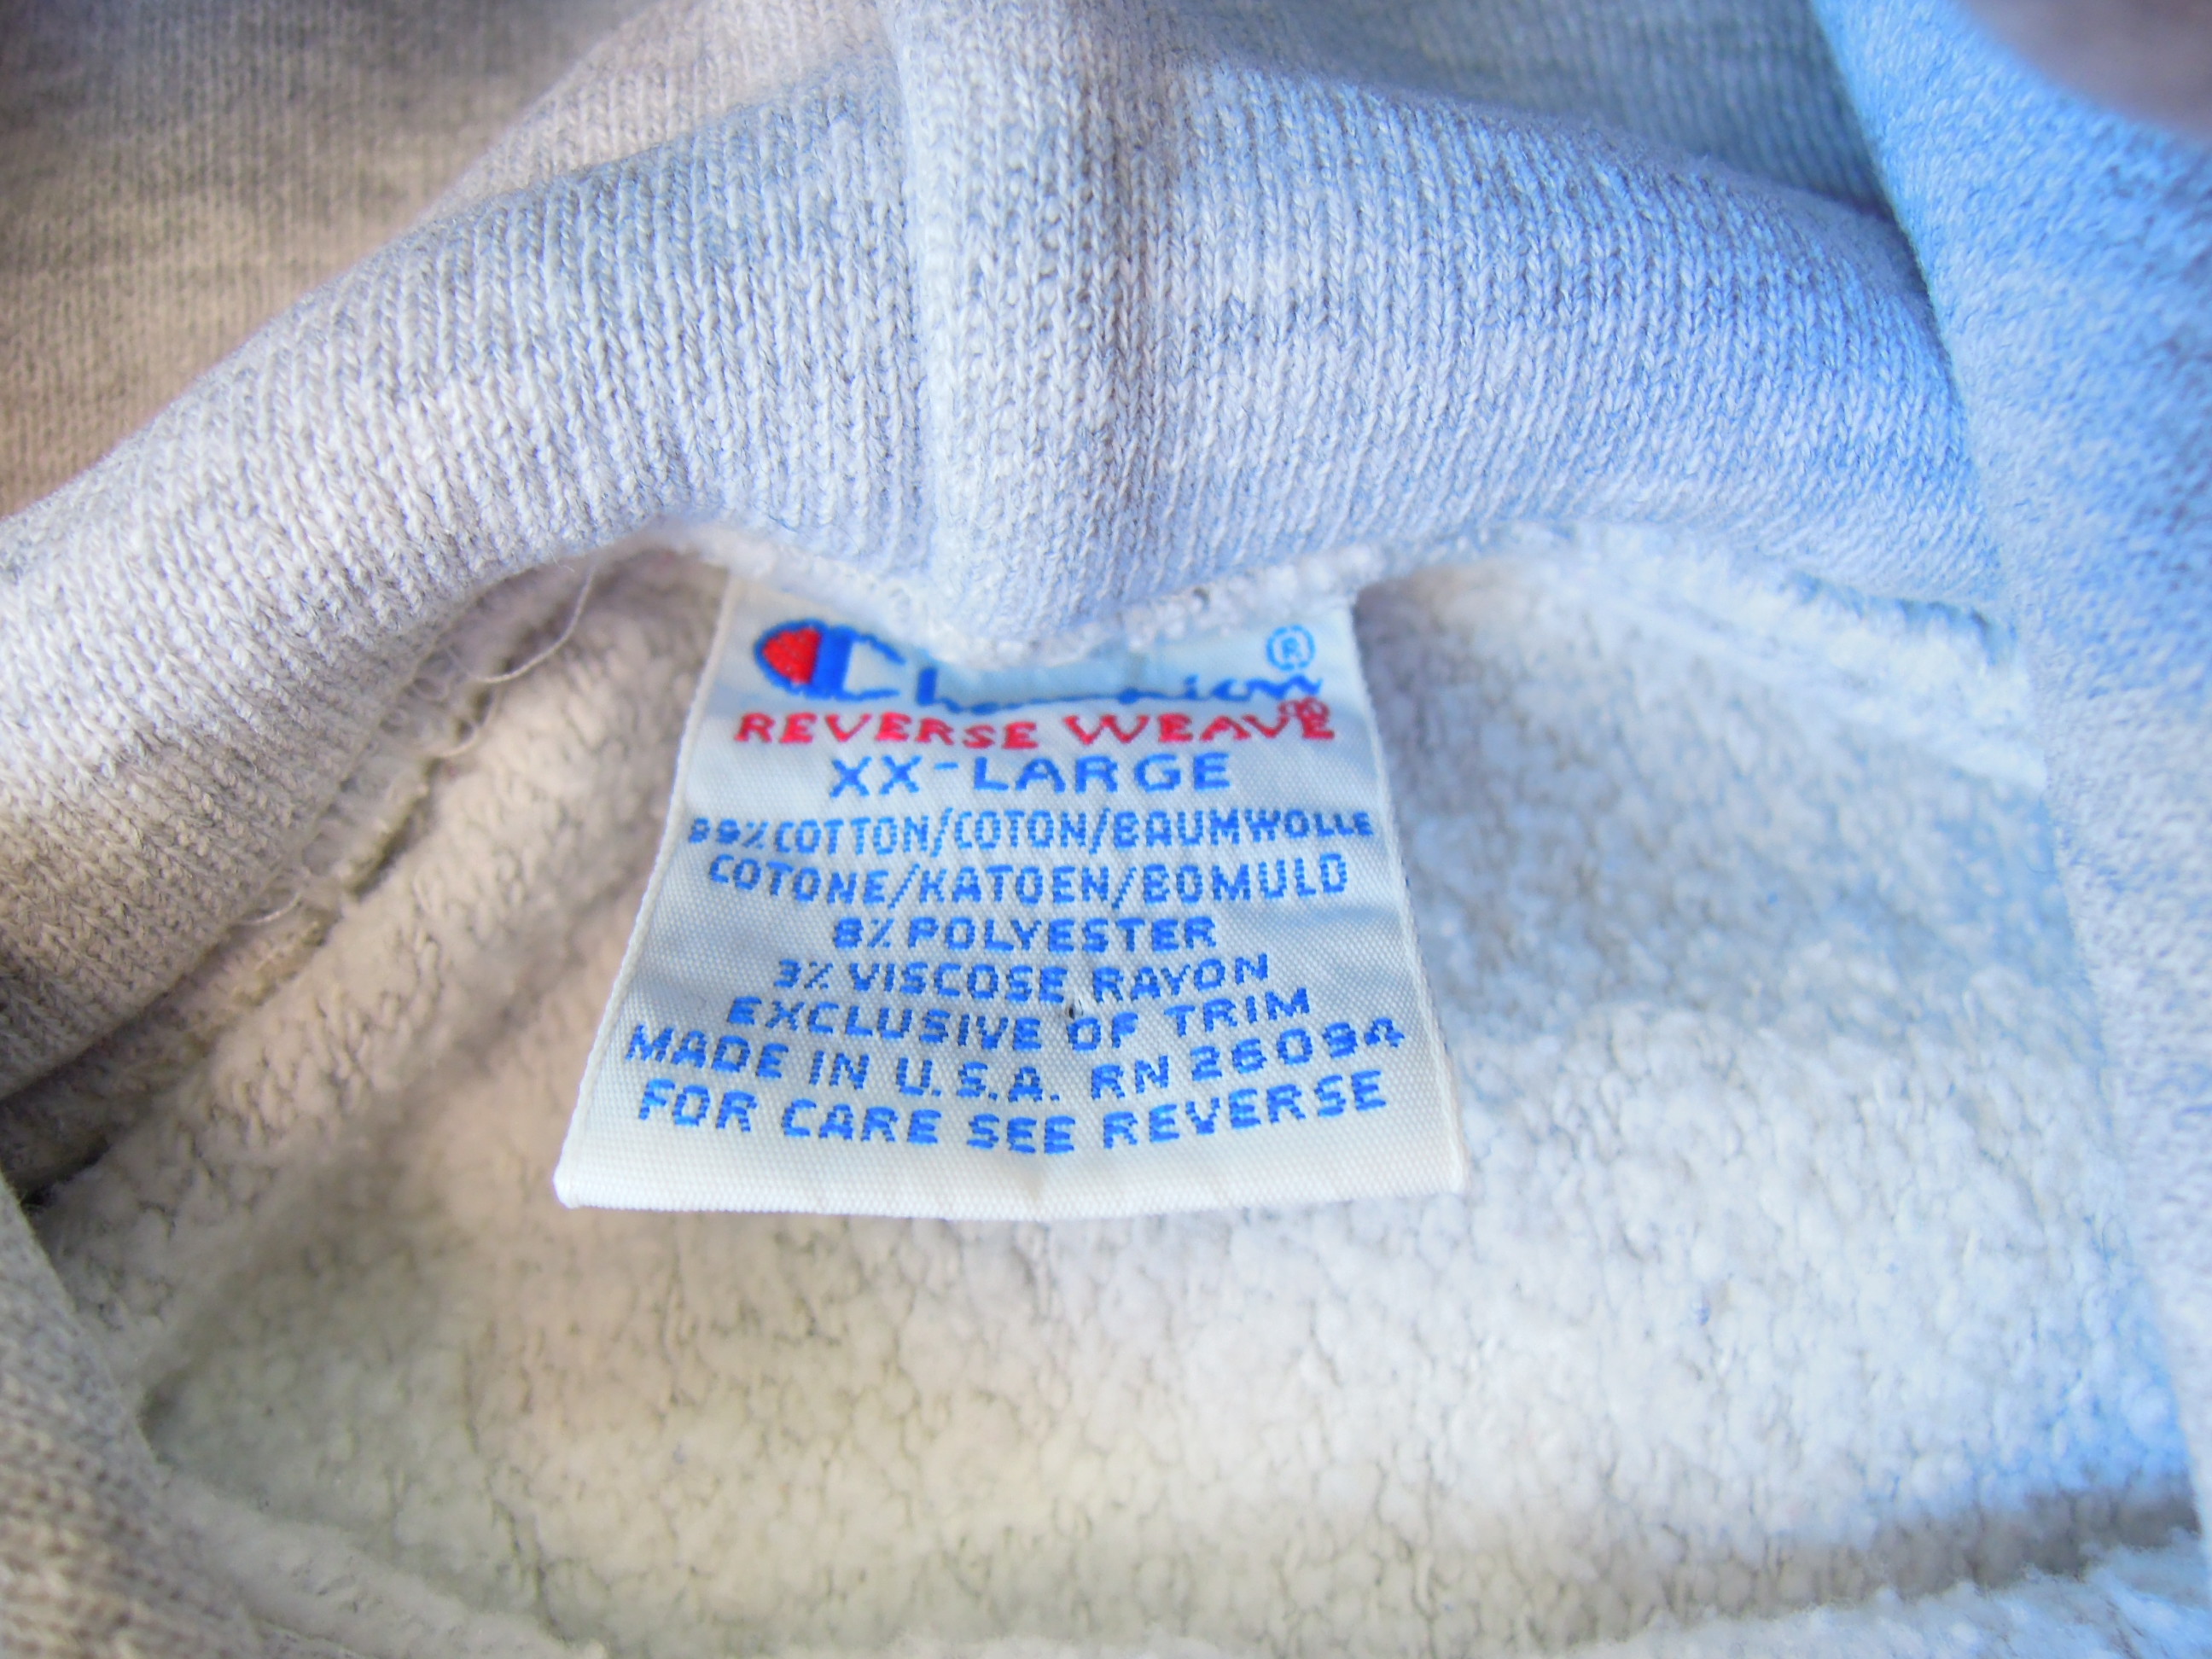 Champion ®
REVERSE WEAVE ®
XX-LARGE
89% COTTON/COTON/BAUMWOLLE
COTONE/KATOEN/BOMULD
8% POLYESTER
3% VISCOSE RAYON
EXCLUSIVE OF TRIM
MADE IN U.S.A. RN 26094
FOR CARE SEE REVERSE